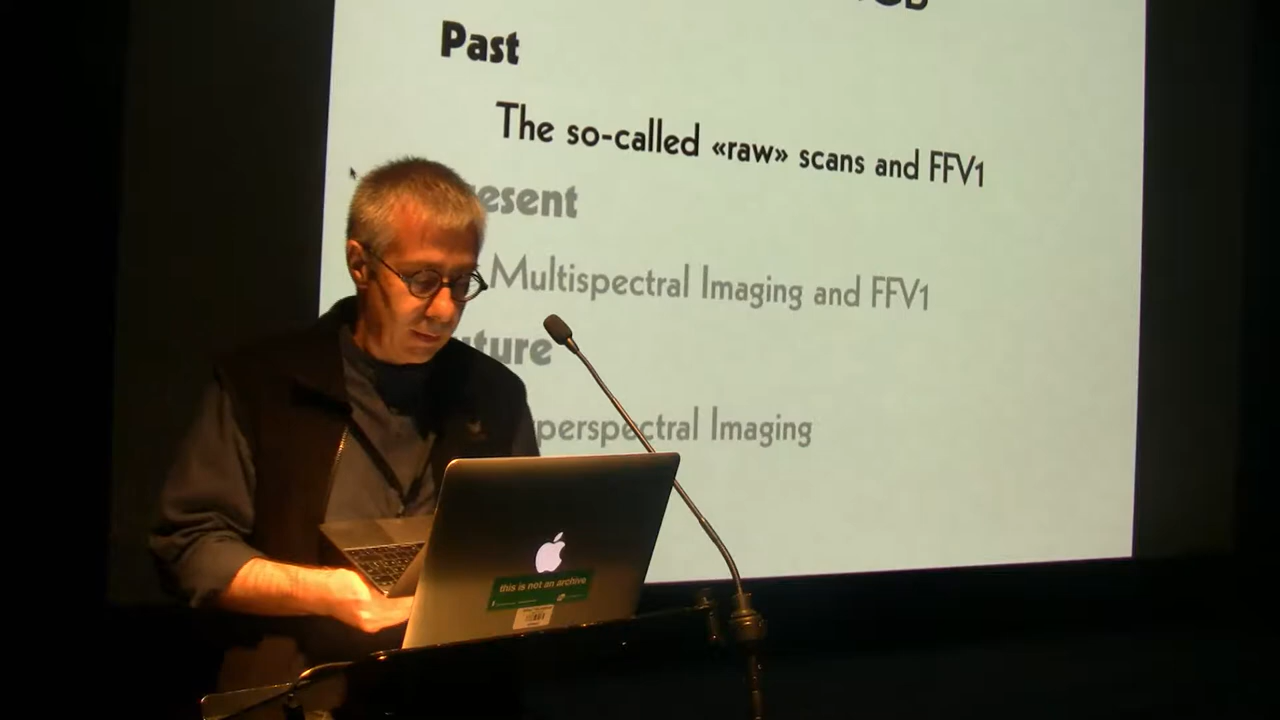 Past
The so-called «raw» scans and FFV1
esent
Multispectral Imaging and FFV1
uture
perspectral Imaging
this is not an archive